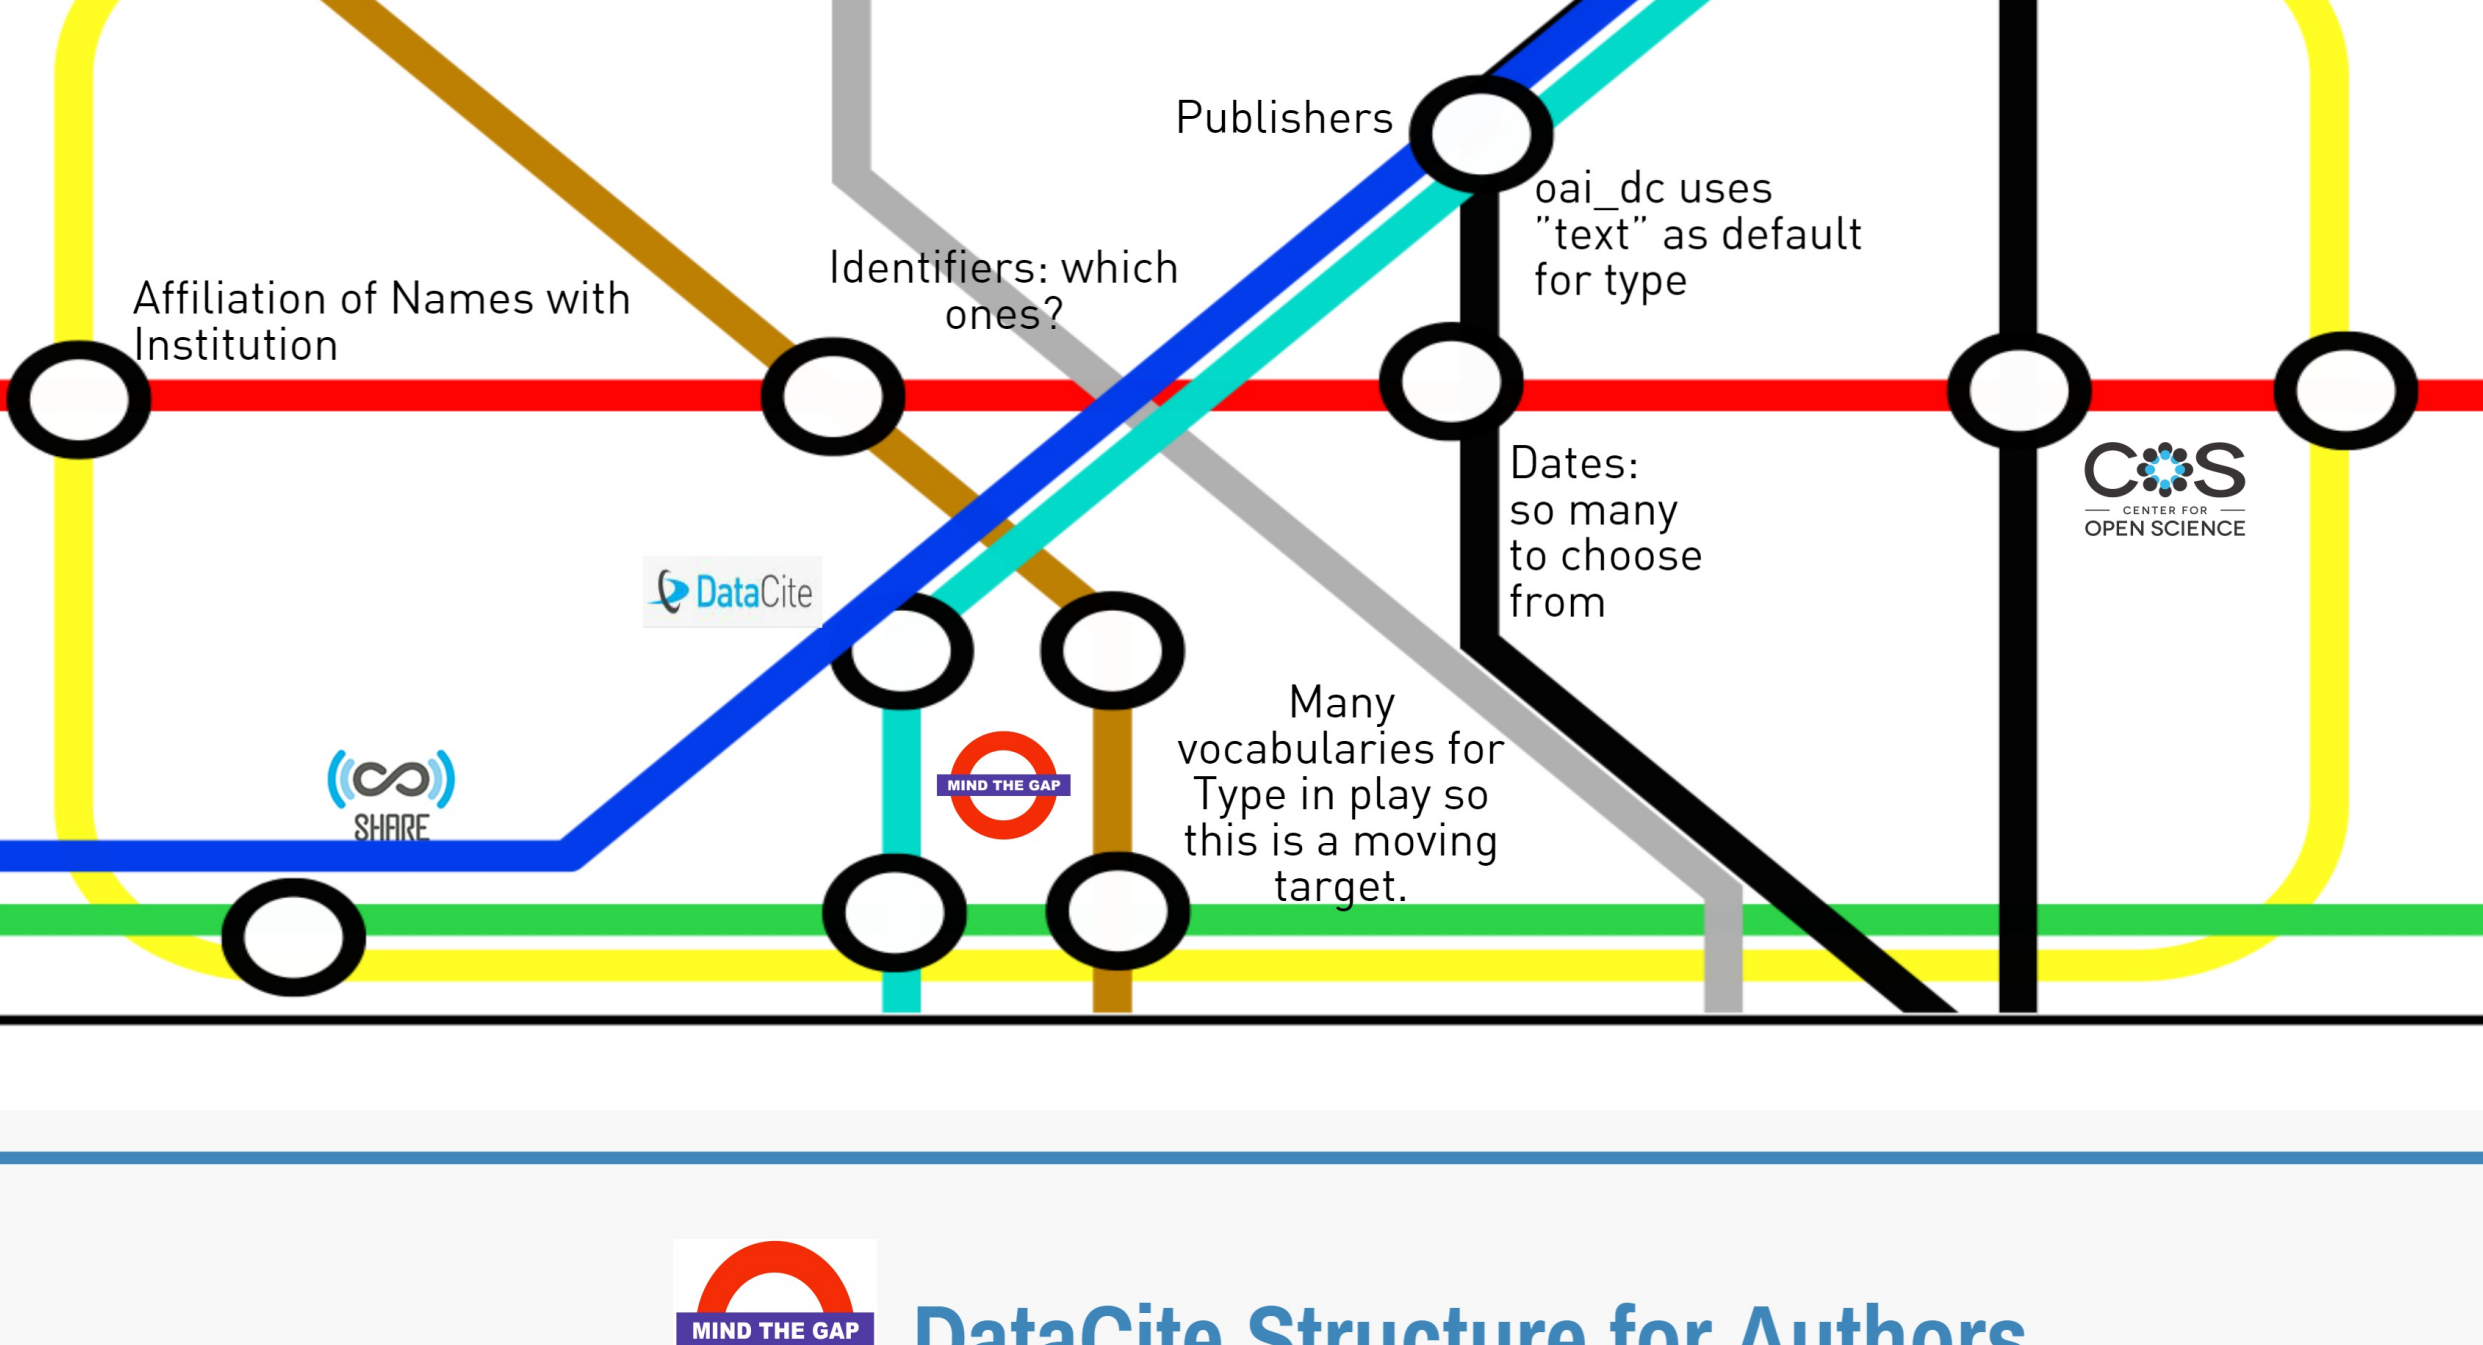 Publishers
oai_dc uses
"text" as default
for type
Identifiers: which
ones?
Affiliation of Names with
Institution
Dates:
so many
to choose
from
COS
CENTER FOR
OPEN SCIENCE
DataCite
Many
vocabularies for
Type in play so
this is a moving
target.
MIND THE GAP
SHARE
MIND THE GAP
DataCite Structure for Authors